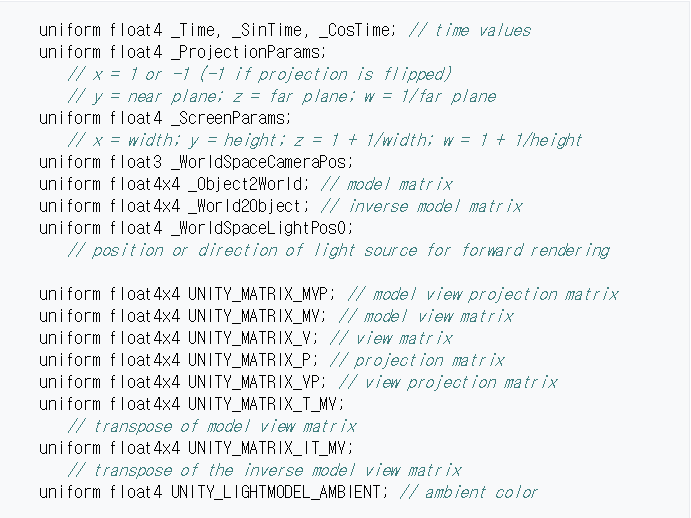 uniform float4 _Time, _SinTime, _CosTime; // time values
uniform float4 _ProjectionParams;
// x = 1 or -1 (-1 if projection is flipped)
// y = near plane; z = far plane; w = 1/far plane
uniform float4 _ScreenParams;
// x = width; y = height; z = 1 + 1/width; w = 1 + 1/height
uniform float3 _WorldSpaceCameraPos;
uniform float4x4 _Object2World; // model matrix
uniform float4x4 _World2Object; // inverse model matrix
uniform float4 _WorldSpaceLightPos0;
// position or direction of light source for forward rendering
uniform float4x4 UNITY_MATRIX_MVP; // model view projection matrix
uniform float4x4 UNITY_MATRIX_MV; // model view matrix
uniform float4x4 UNITY_MATRIX_V; // view matrix
uniform float4x4 UNITY_MATRIX_P; // projection matrix
uniform float4x4 UNITY_MATRIX_VP; // view projection matrix
uniform float4x4 UNITY_MATRIX_T_MV;
// transpose of model view matrix
uniform float4x4 UNITY_MATRIX_IT_MV;
// transpose of the inverse model view matrix
uniform float4 UNITY_LIGHTMODEL_AMBIENT; // ambient color